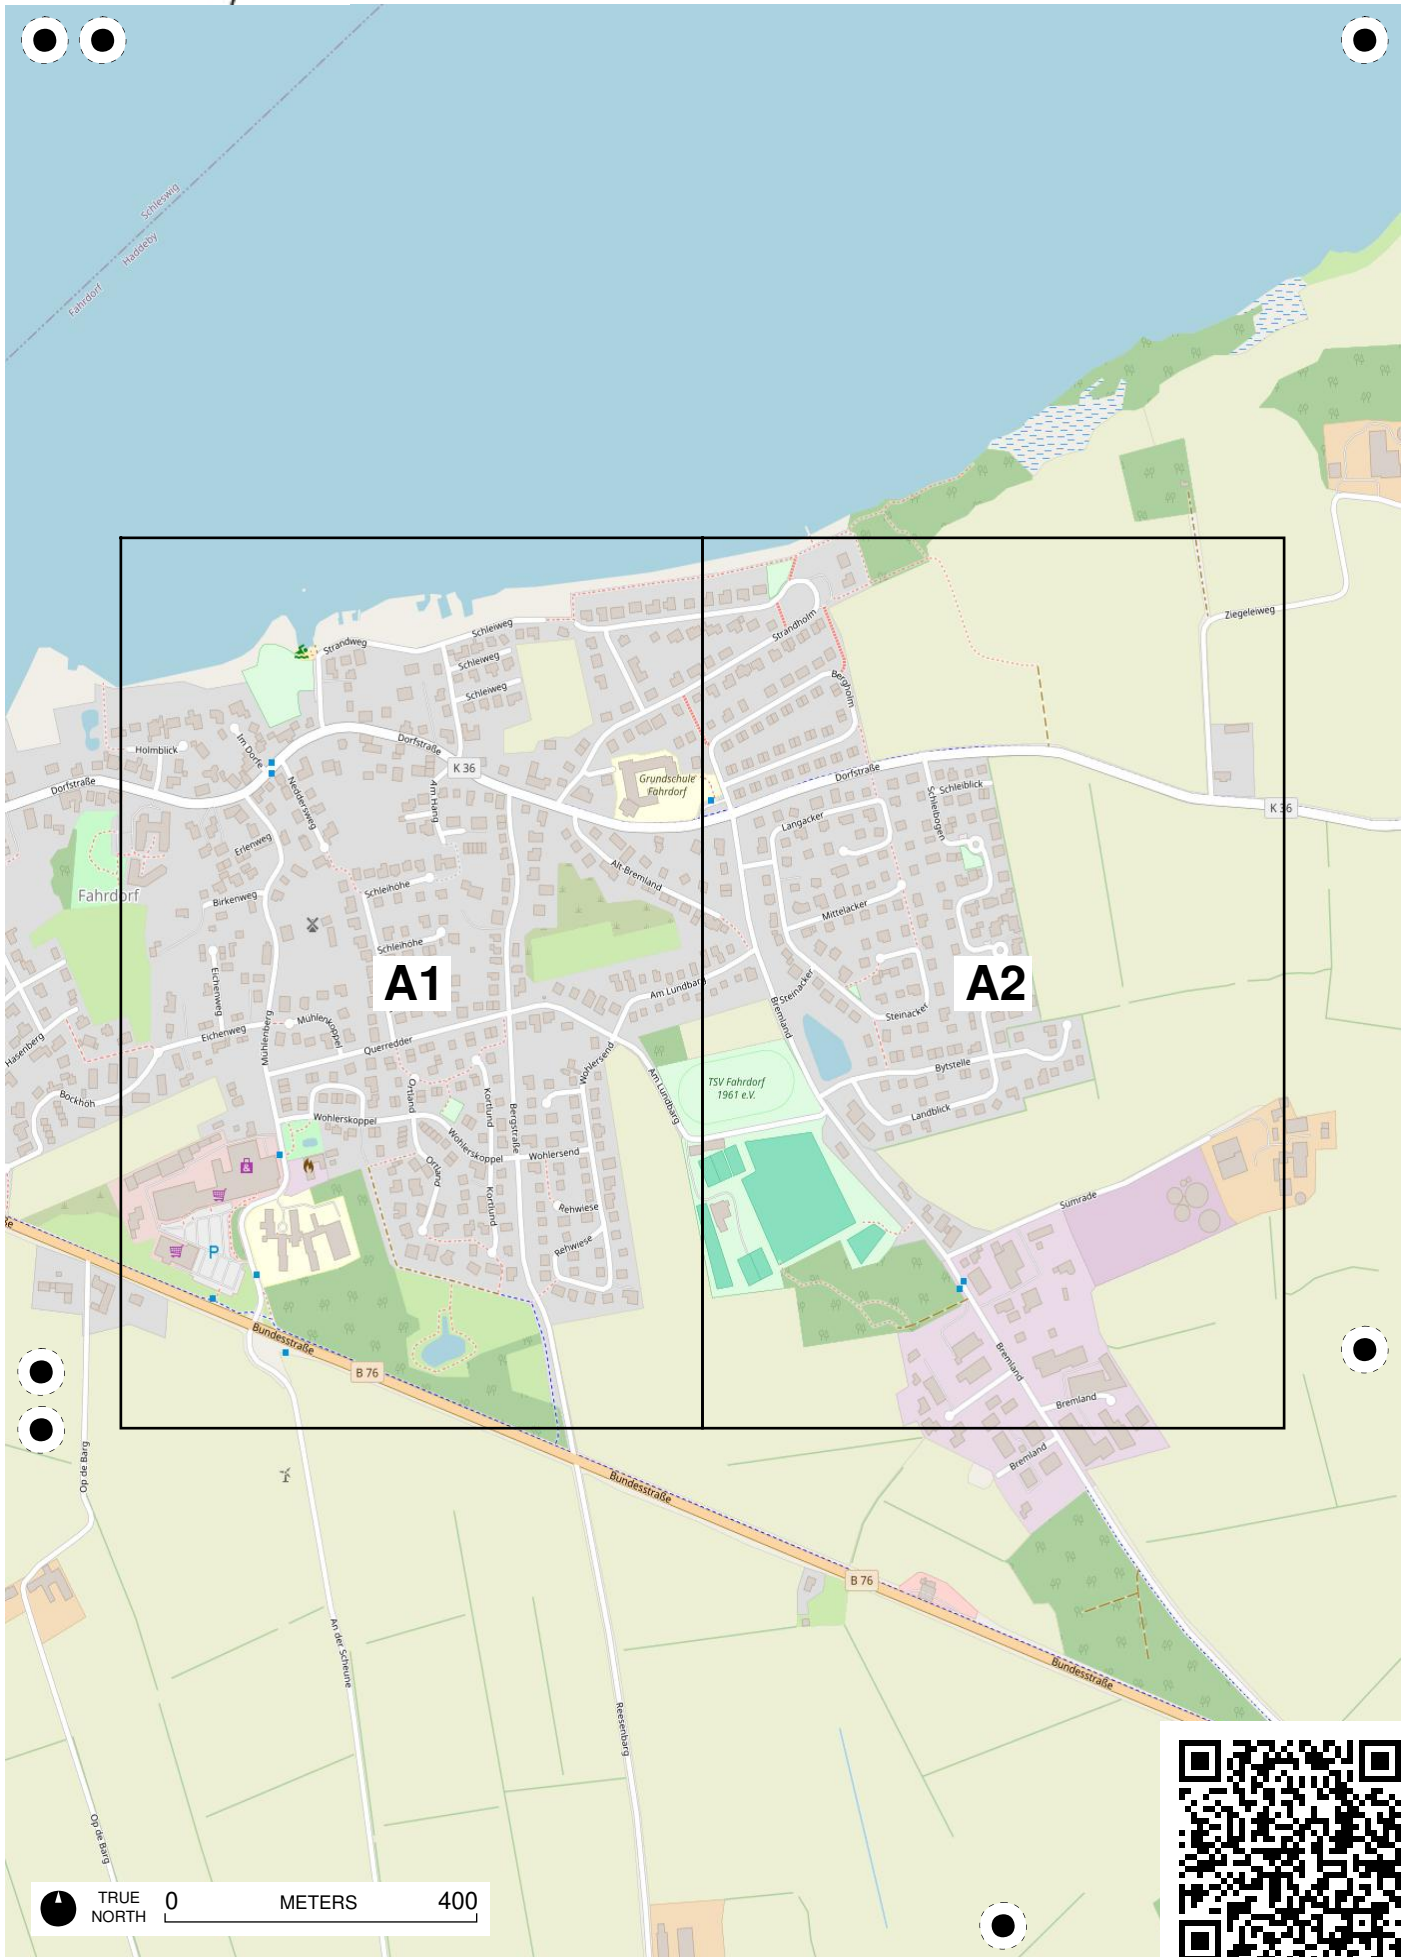 Schleswig
Haddeby
Fahrdorf
Ziegeleiweg
Strandholm
Schleiweg
Strandweg
Schleiweg
Bergholm
Schleiweg
Im Dorfe
Holmblick
Dorfstraße
K 36
Grundschule
Fahrdorf
Dorfstraße
Dorfstraße
Schleiblick
Schleibogen
Neddersweg
Am Hang
K 36
Langacker
Erlenweg
Alt-Bremland
Schleihöhe
Fahrdorf
Birkenweg
Mittelacker
Schleihöhe
A1
A2
Eichenweg
Am Lundbarg
Steinacker
Bremland
Steinacker
Mühlenkoppel
Eichenweg
Mühlenberg
Hasenberg
Querredder
Wohlersend
Bytstelle
TSV Fahrdorf
1961 e.V.
Am Lundbarg
Bockhöh
Ortland
Kortlund
Bergstraße
Landblick
Wohlerskoppel
Wohlerskoppel
Wohlersend
Ortland
Kortlund
Sumrade
Rehwiese
Rehwiese
P
Bundesstraße
B 76
Bremland
Bremland
Bremland
Op de Barg
Bundesstraße
B 76
An der Scheune
Bundesstraße
Reesenbarg
Op de Barg
TRUE
NORTH
0 METERS 400